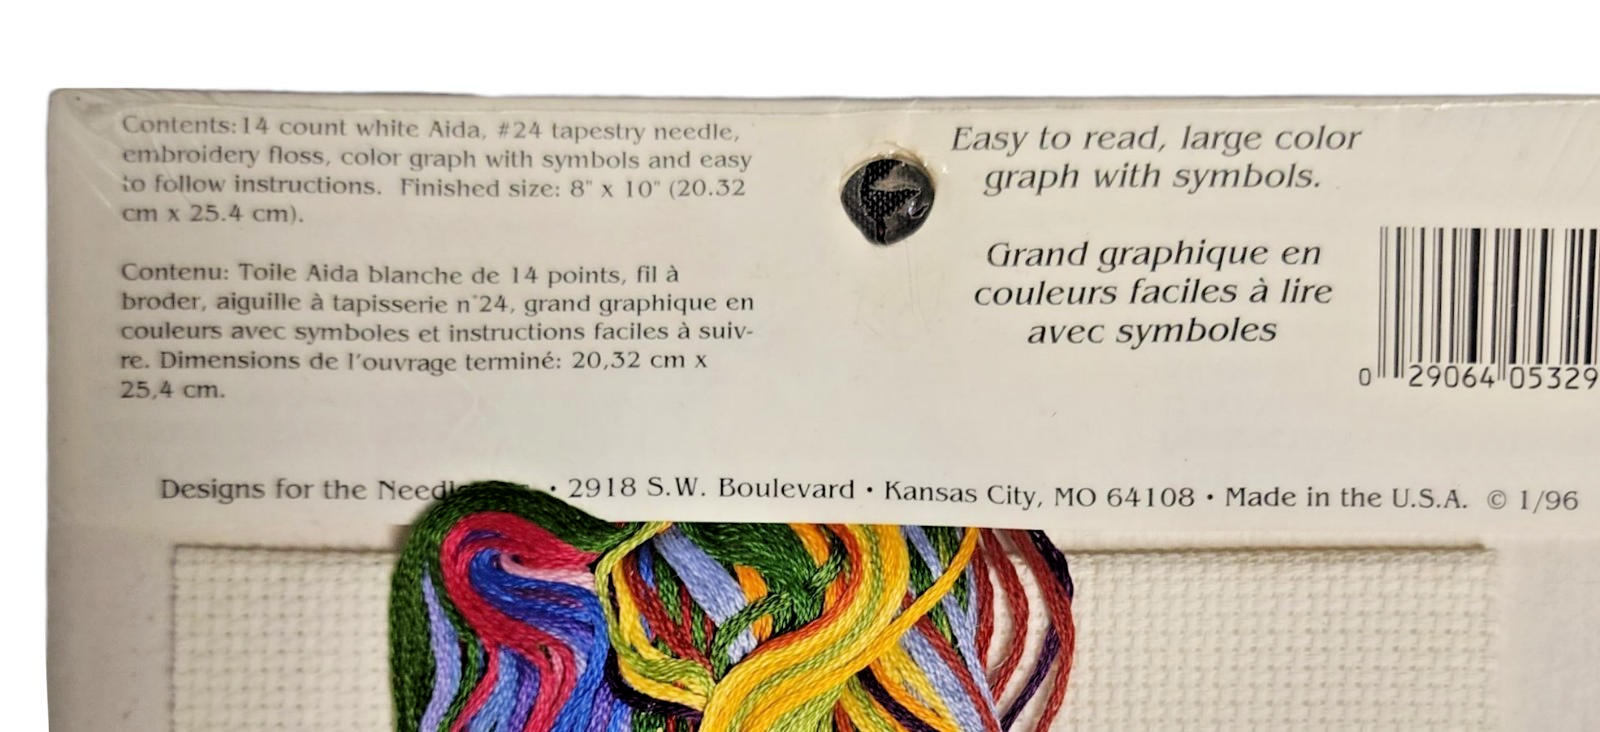 Contents:14 count white Aida, #24 tapestry needle,
embroidery floss, color graph with symbols and easy
to follow instructions. Finished size: 8" x 10" (20.32
cm x 25.4 cm).
Contenu: Toile Aida blanche de 14 points, fil à
broder, aiguille à tapisserie n°24, grand graphique en
couleurs avec symboles et instructions faciles à suiv-
re. Dimensions de l'ouvrage terminé: 20,32 cm x
25,4 cm.
Easy to read, large color
graph with symbols.
Grand graphique en
couleurs faciles à lire
avec symboles
0 29064 05329
Designs for the • 2918 S.W. Boulevard • Kansas City, MO 64108 • Made in the U.S.A. © 1/96